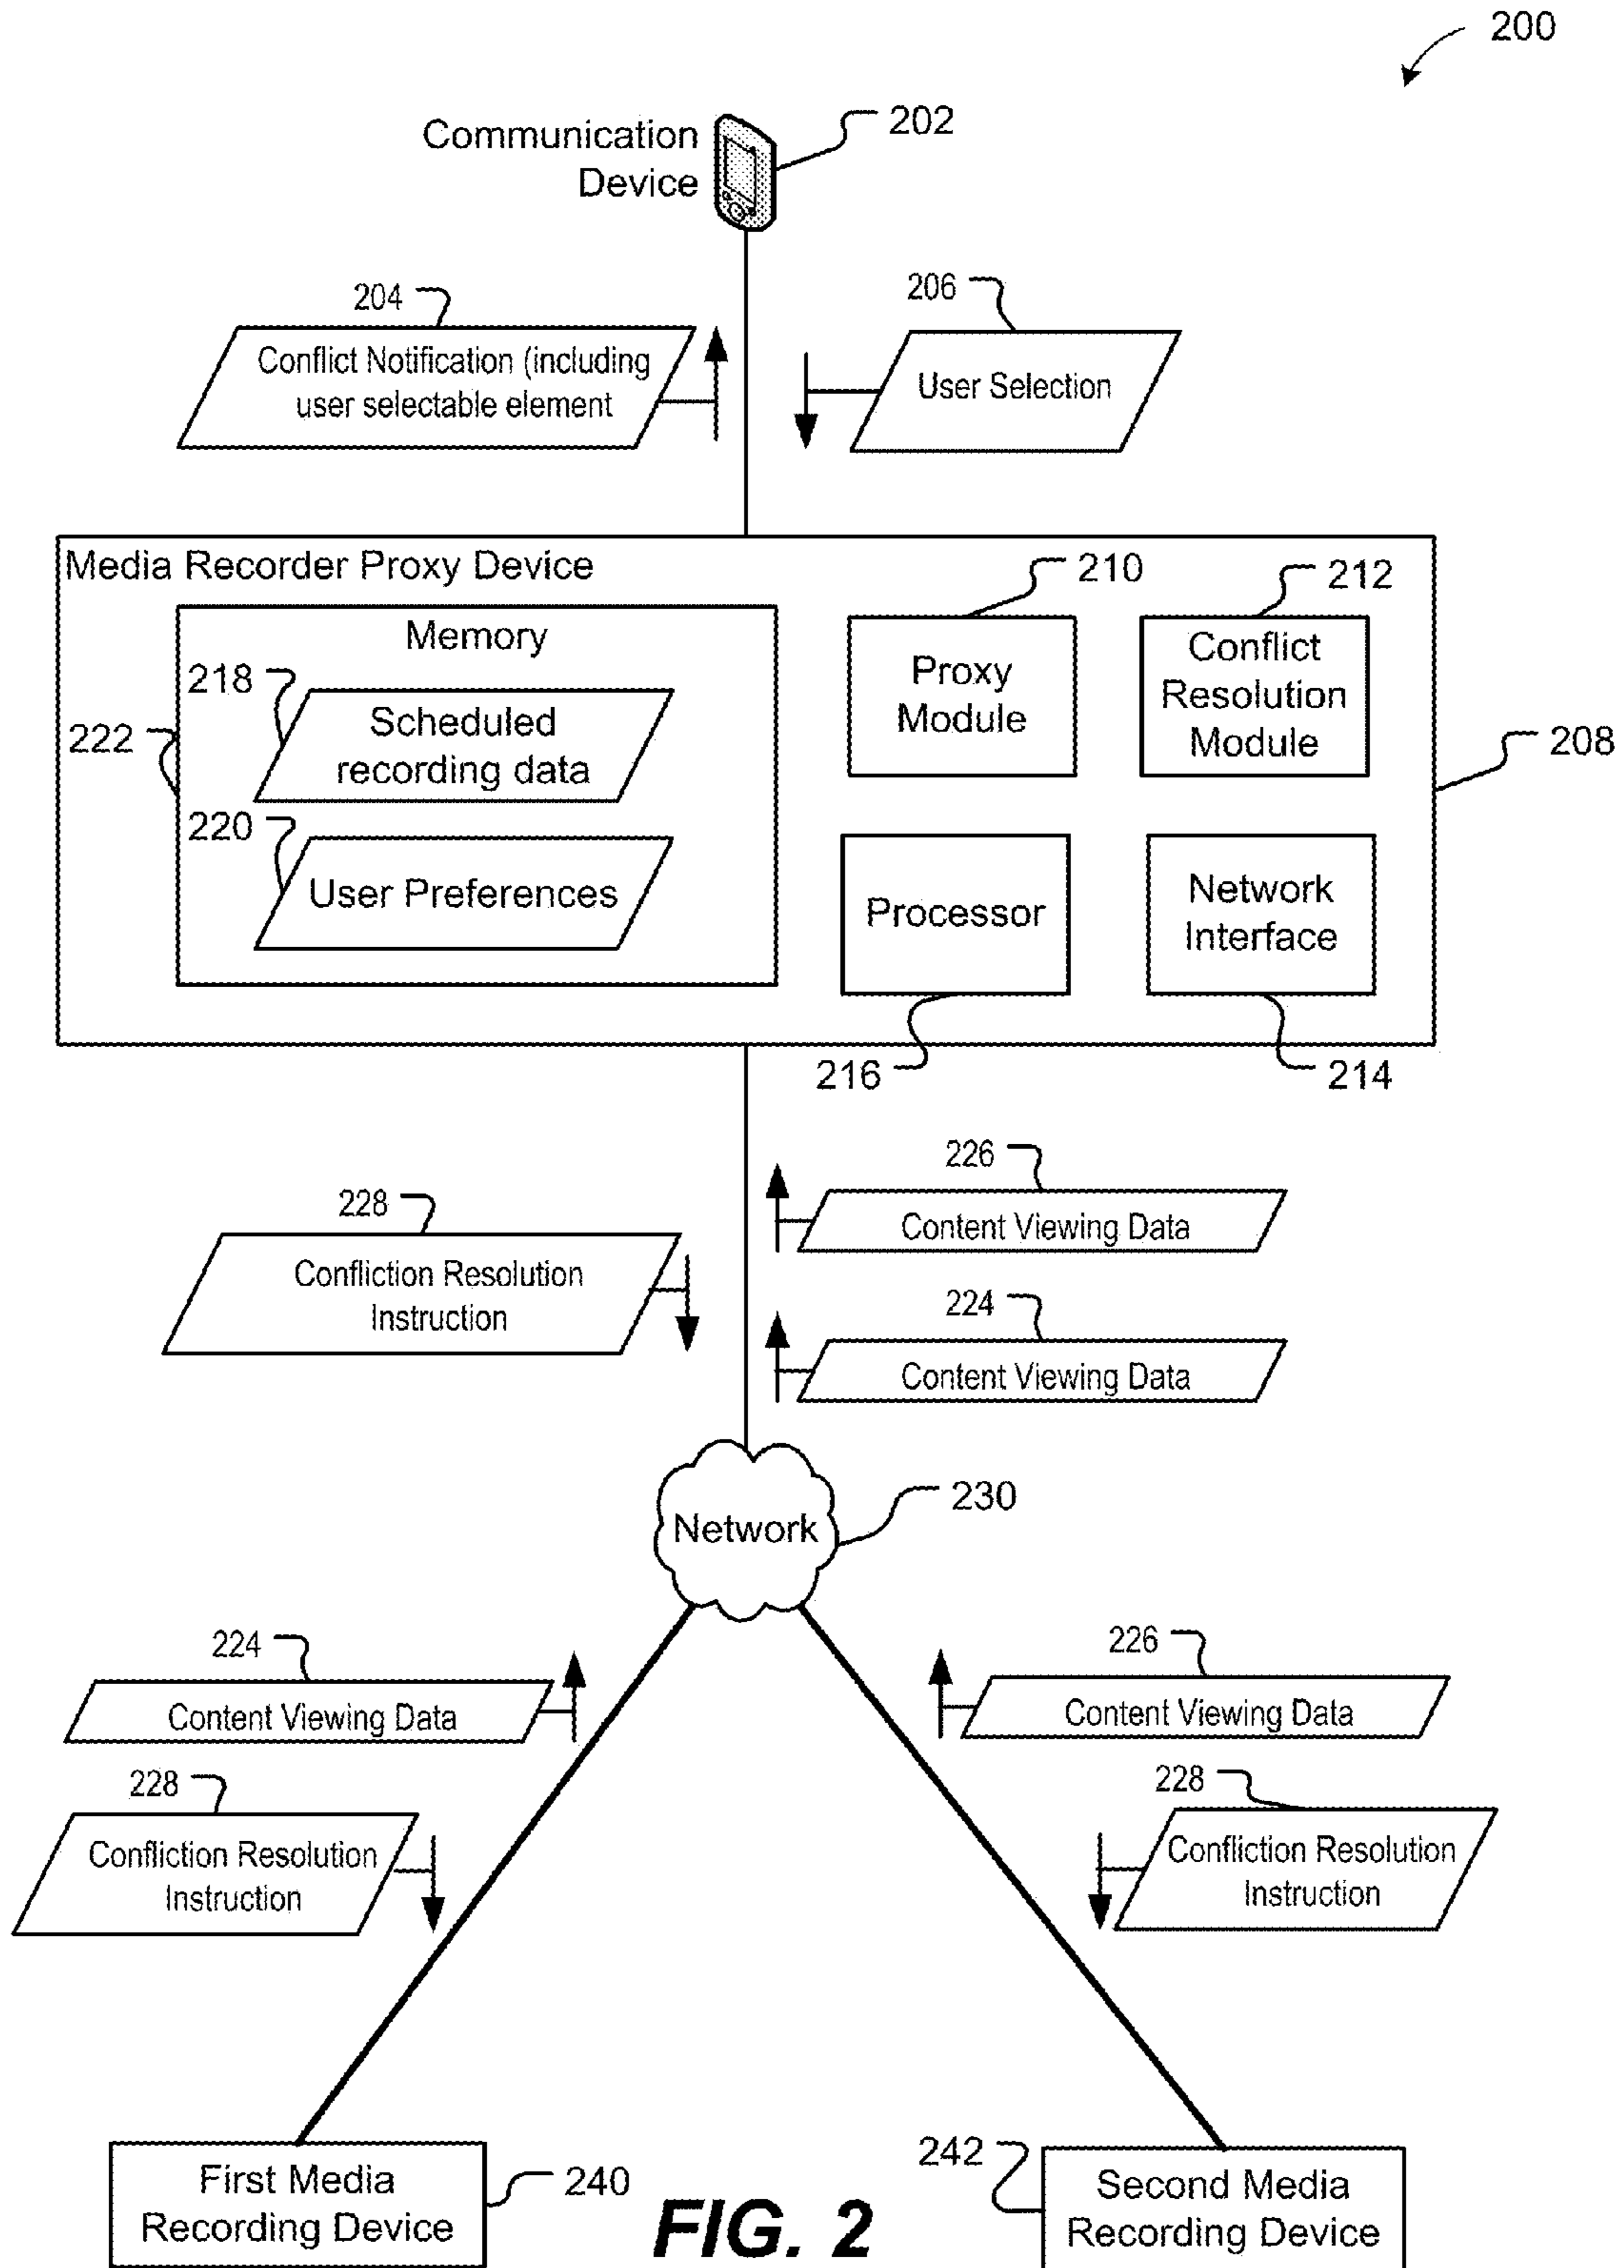 200
Communication
Device
202
204
Conflict Notification (including
user selectable element
206
User Selection
Media Recorder Proxy Device
Memory
218
Scheduled
recording data
222
220
User Preferences
210
Proxy
Module
212
Conflict
Resolution
Module
208
Processor
Network
Interface
216
214
226
Content Viewing Data
228
Confliction Resolution
Instruction
224
Content Viewing Data
Network
230
224
Content Viewing Data
226
Content Viewing Data
228
Confliction Resolution
Instruction
228
Confliction Resolution
Instruction
First Media
Recording Device
240
FIG. 2
242
Second Media
Recording Device